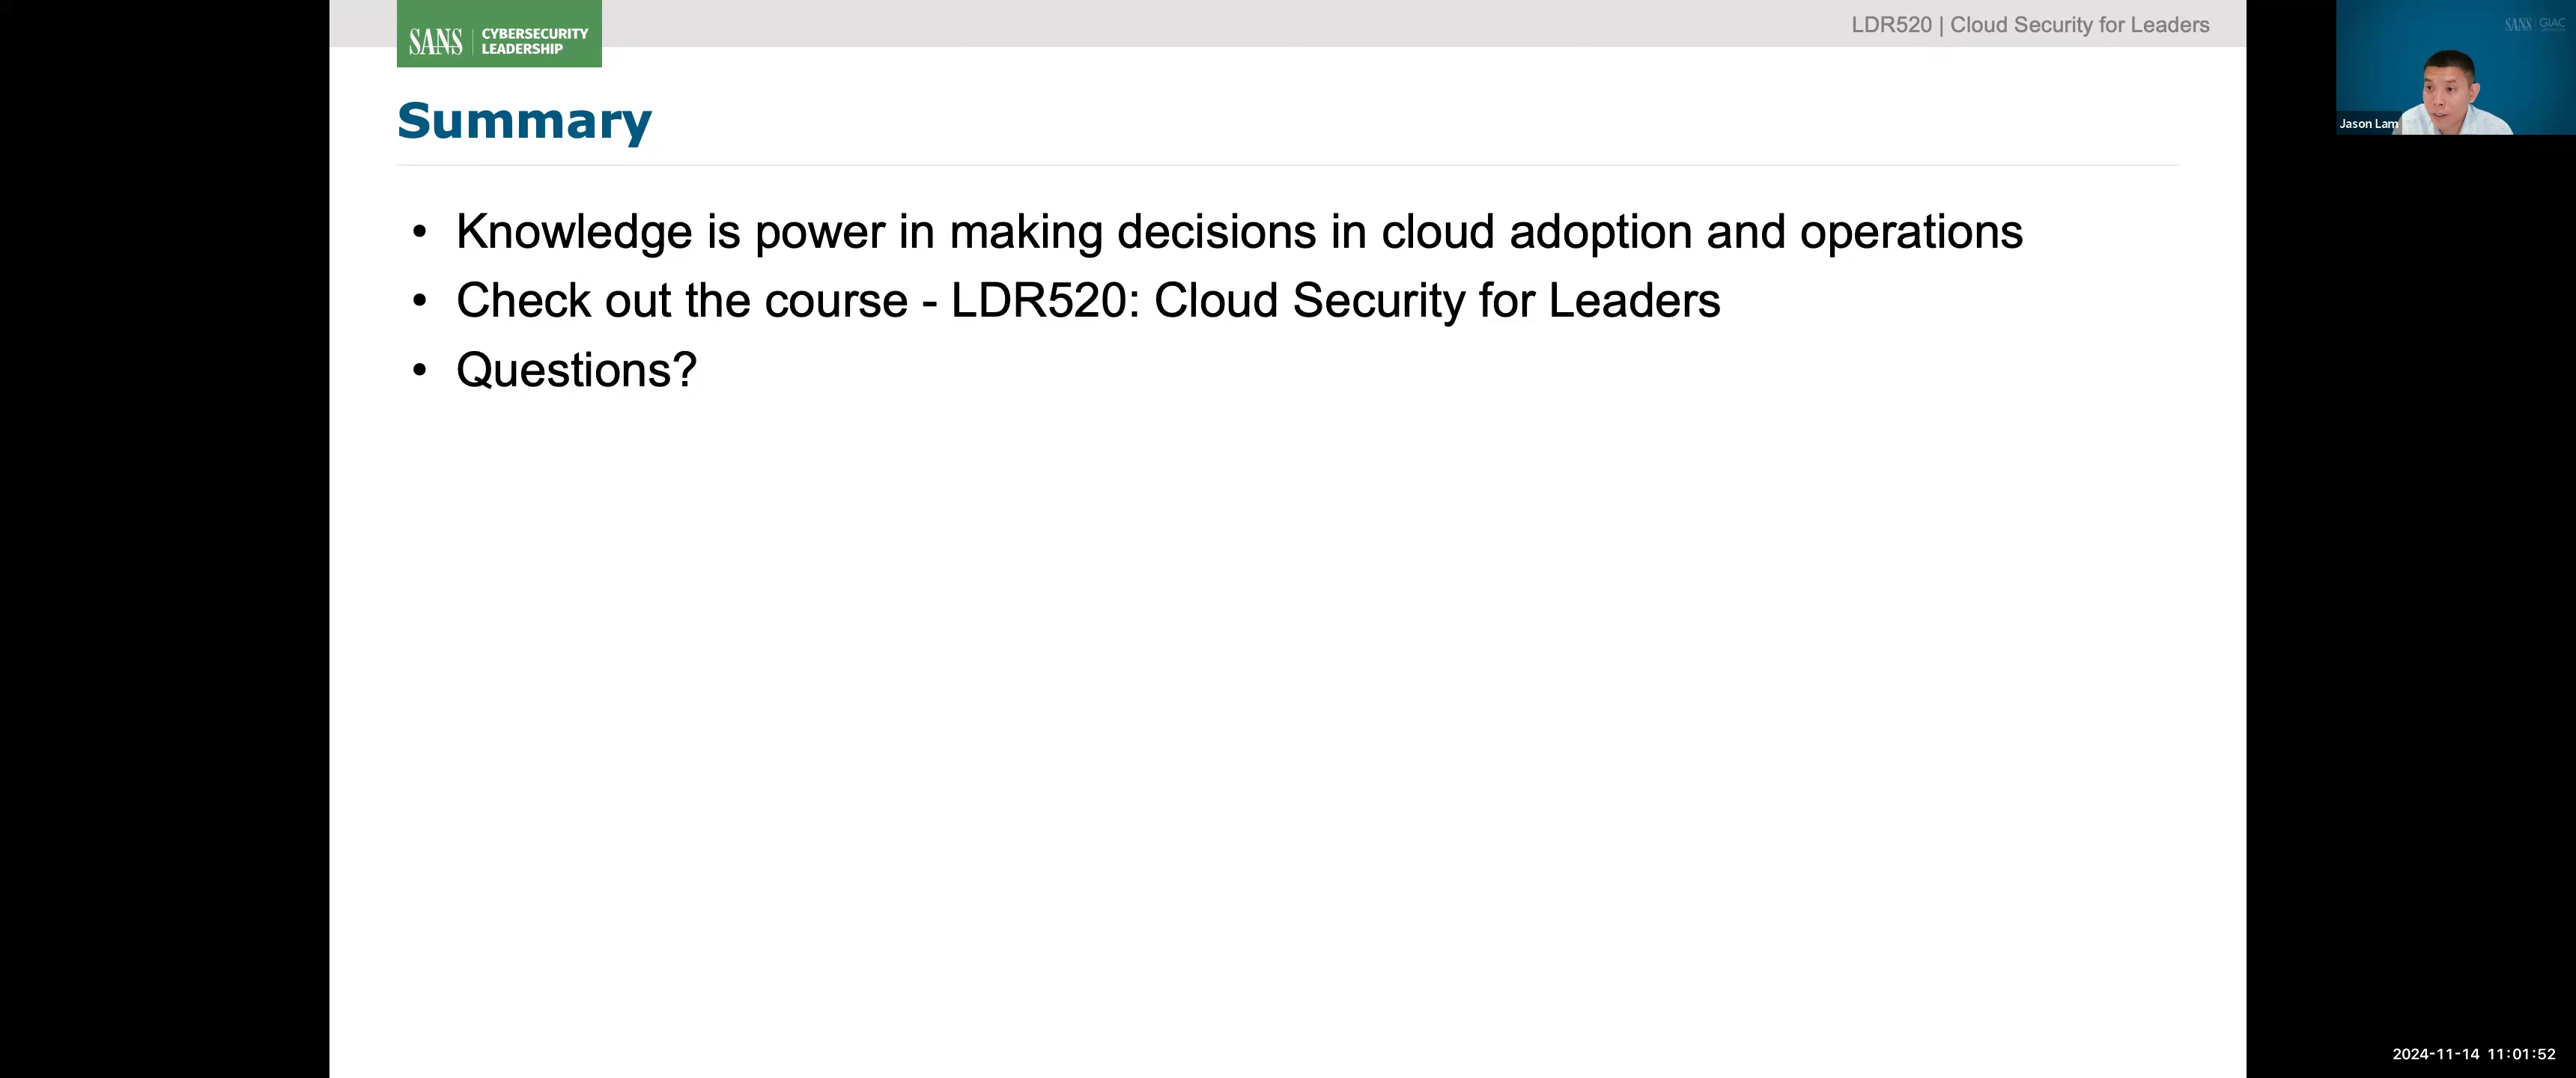 SANS | CYBERSECURITY
LEADERSHIP
LDR520 | Cloud Security for Leaders
SANS | GIAC
Jason Lam
Summary
• Knowledge is power in making decisions in cloud adoption and operations
• Check out the course - LDR520: Cloud Security for Leaders
• Questions?
2024-11-14 11:01:52